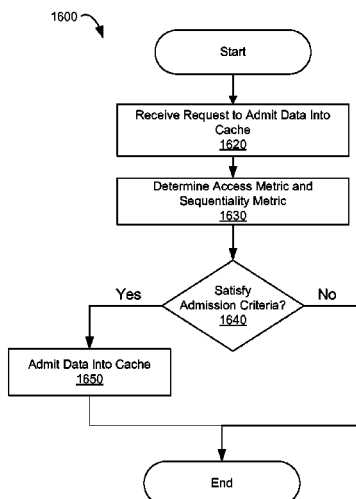 1600
Start
Receive Request to Admit Data Into
Cache
1620
Determine Access Metric and
Sequentiality Metric
1630
Satisfy
Admission
Criteria?
1640
Yes
No
Admit Data Into Cache
1650
End